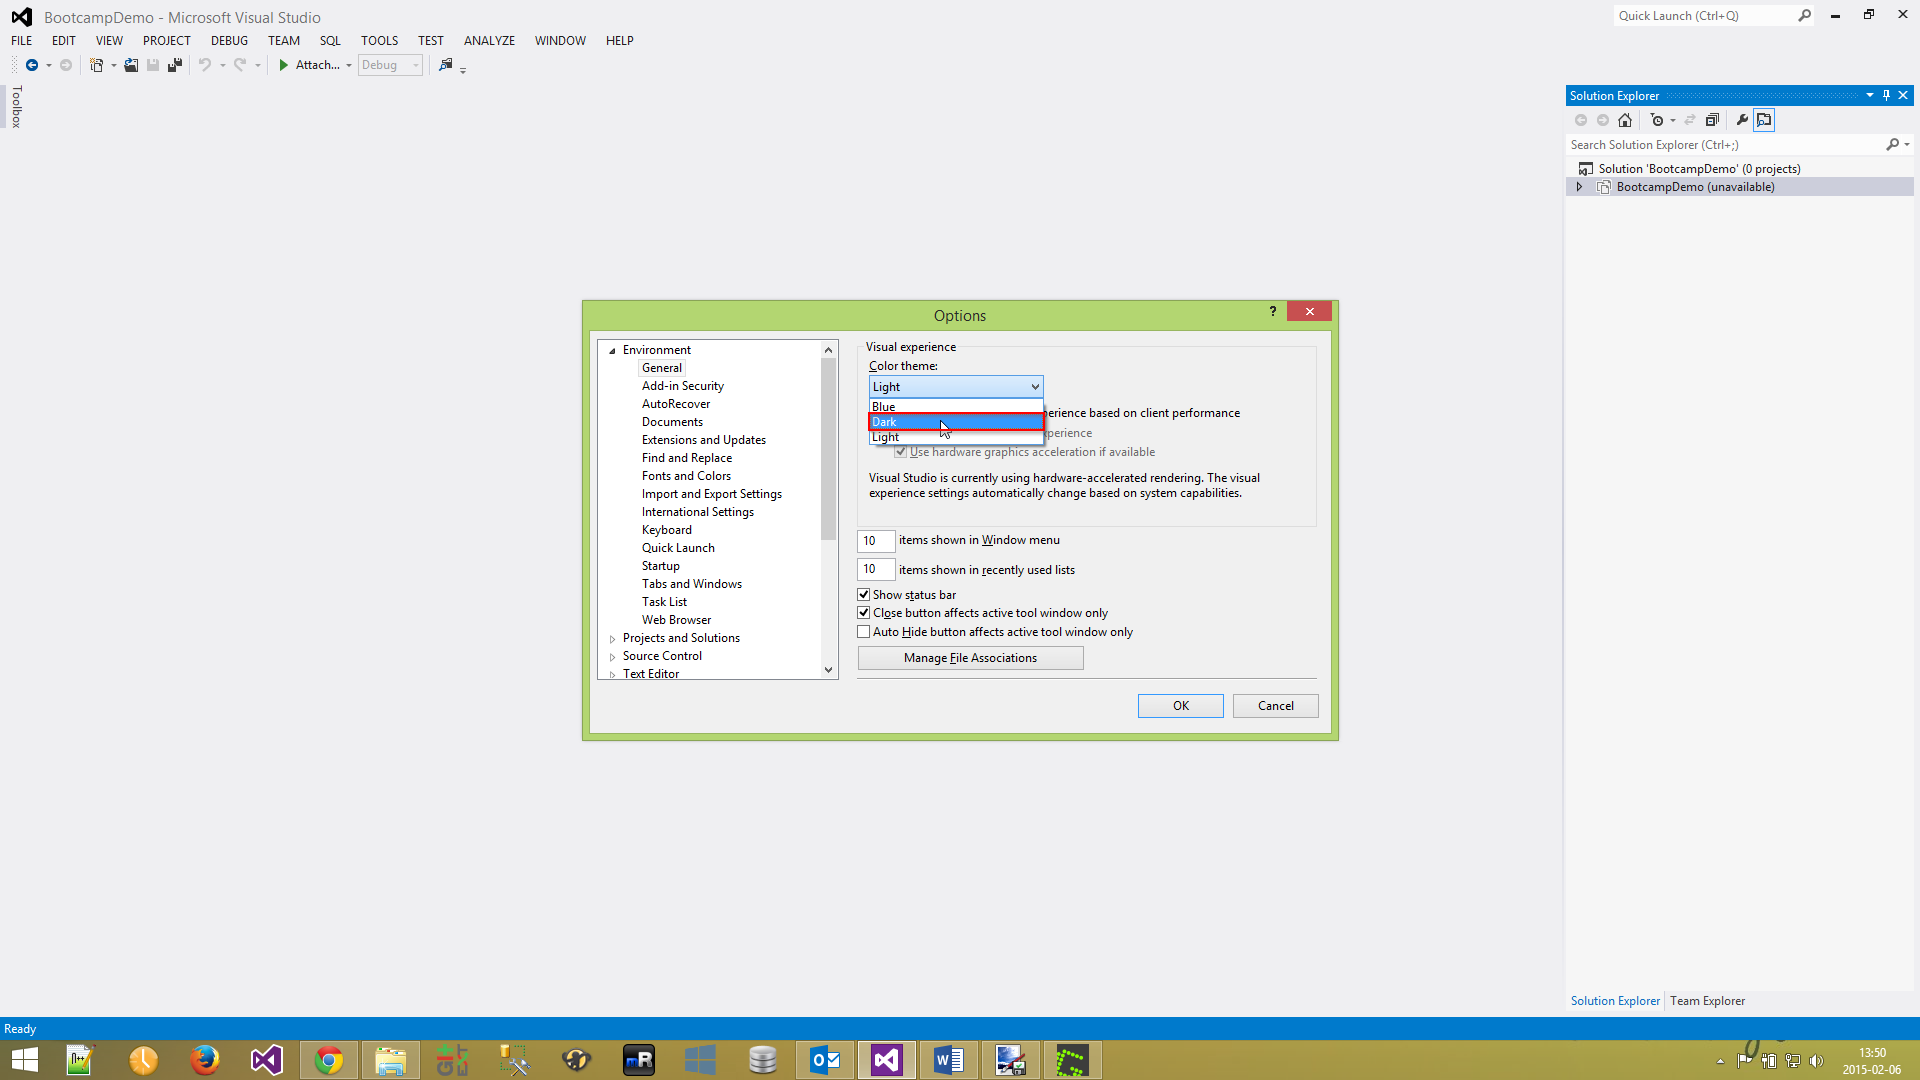 BootcampDemo - Microsoft Visual Studio
Quick Launch (Ctrl+Q)
FILE EDIT VIEW PROJECT DEBUG TEAM SQL TOOLS TEST ANALYZE WINDOW HELP
Attach... Debug
Toolbox
Solution Explorer
Search Solution Explorer (Ctrl+;)
Solution 'BootcampDemo' (0 projects)
BootcampDemo (unavailable)
Options
?
Environment
General
Add-in Security
AutoRecover
Documents
Extensions and Updates
Find and Replace
Fonts and Colors
Import and Export Settings
International Settings
Keyboard
Quick Launch
Startup
Tabs and Windows
Task List
Web Browser
Projects and Solutions
Source Control
Text Editor
Visual experience
Color theme:
Light
Blue
Dark
Light
based on client performance
Use hardware graphics acceleration if available
Visual Studio is currently using hardware-accelerated rendering. The visual
experience settings automatically change based on system capabilities.
10 items shown in Window menu
10 items shown in recently used lists
Show status bar
Close button affects active tool window only
Auto Hide button affects active tool window only
Manage File Associations
OK Cancel
Solution Explorer Team Explorer
Ready
mR
13:50
2015-02-06